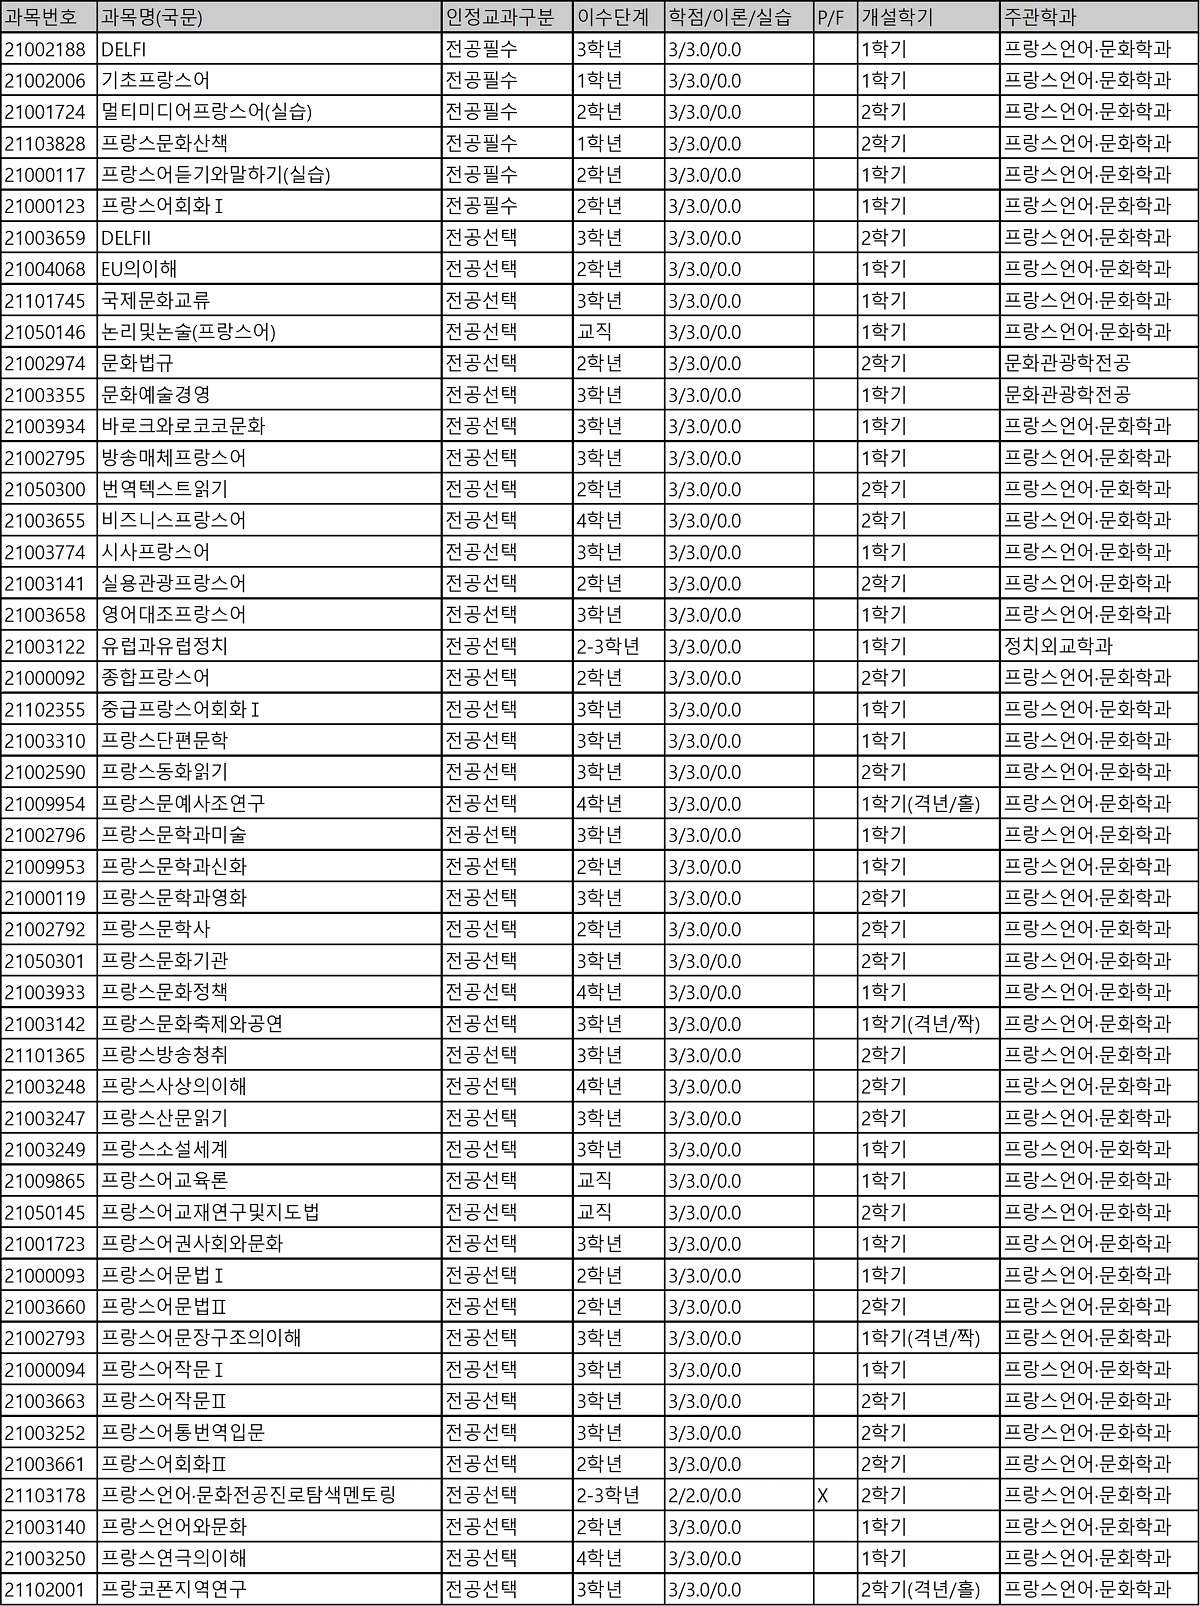 과목번호 과목명(국문) 인정교과구분 이수단계 학점/이론/실습 P/F 개설학기 주관학과
21002188 DELFⅠ 전공필수 3학년 3/3.0/0.0 1학기 프랑스언어·문화학과
21002006 기초프랑스어 전공필수 1학년 3/3.0/0.0 1학기 프랑스언어·문화학과
21001724 멀티미디어프랑스어(실습) 전공필수 2학년 3/3.0/0.0 2학기 프랑스언어·문화학과
21103828 프랑스문화산책 전공필수 1학년 3/3.0/0.0 2학기 프랑스언어·문화학과
21000117 프랑스어듣기와말하기(실습) 전공필수 2학년 3/3.0/0.0 1학기 프랑스언어·문화학과
21000123 프랑스어회화Ⅰ 전공필수 2학년 3/3.0/0.0 1학기 프랑스언어·문화학과
21003659 DELFII 전공선택 3학년 3/3.0/0.0 2학기 프랑스언어·문화학과
21004068 EU의이해 전공선택 2학년 3/3.0/0.0 1학기 프랑스언어·문화학과
21101745 국제문화교류 전공선택 3학년 3/3.0/0.0 1학기 프랑스언어·문화학과
21050146 논리및논술(프랑스어) 전공선택 교직 3/3.0/0.0 1학기 프랑스언어·문화학과
21002974 문화법규 전공선택 2학년 3/3.0/0.0 2학기 문화관광학전공
21003355 문화예술경영 전공선택 3학년 3/3.0/0.0 1학기 문화관광학전공
21003934 바로크와로코코문화 전공선택 3학년 3/3.0/0.0 1학기 프랑스언어·문화학과
21002795 방송매체프랑스어 전공선택 3학년 3/3.0/0.0 1학기 프랑스언어·문화학과
21050300 번역텍스트읽기 전공선택 2학년 3/3.0/0.0 2학기 프랑스언어·문화학과
21003655 비즈니스프랑스어 전공선택 4학년 3/3.0/0.0 2학기 프랑스언어·문화학과
21003774 시사프랑스어 전공선택 3학년 3/3.0/0.0 1학기 프랑스언어·문화학과
21003141 실용관광프랑스어 전공선택 2학년 3/3.0/0.0 2학기 프랑스언어·문화학과
21003658 영어대조프랑스어 전공선택 3학년 3/3.0/0.0 1학기 프랑스언어·문화학과
21003122 유럽과유럽정치 전공선택 2-3학년 3/3.0/0.0 1학기 정치외교학과
21000092 종합프랑스어 전공선택 2학년 3/3.0/0.0 2학기 프랑스언어·문화학과
21102355 중급프랑스어회화Ⅰ 전공선택 3학년 3/3.0/0.0 1학기 프랑스언어·문화학과
21003310 프랑스단편문학 전공선택 3학년 3/3.0/0.0 1학기 프랑스언어·문화학과
21002590 프랑스동화읽기 전공선택 3학년 3/3.0/0.0 2학기 프랑스언어·문화학과
21009954 프랑스문예사조연구 전공선택 4학년 3/3.0/0.0 1학기(격년/홀) 프랑스언어·문화학과
21002796 프랑스문학과미술 전공선택 3학년 3/3.0/0.0 1학기 프랑스언어·문화학과
21009953 프랑스문학과신화 전공선택 2학년 3/3.0/0.0 1학기 프랑스언어·문화학과
21000119 프랑스문학과영화 전공선택 3학년 3/3.0/0.0 2학기 프랑스언어·문화학과
21002792 프랑스문학사 전공선택 2학년 3/3.0/0.0 2학기 프랑스언어·문화학과
21050301 프랑스문화기관 전공선택 3학년 3/3.0/0.0 2학기 프랑스언어·문화학과
21003933 프랑스문화정책 전공선택 4학년 3/3.0/0.0 1학기 프랑스언어·문화학과
21003142 프랑스문화축제와공연 전공선택 3학년 3/3.0/0.0 1학기(격년/짝) 프랑스언어·문화학과
21101365 프랑스방송청취 전공선택 3학년 3/3.0/0.0 2학기 프랑스언어·문화학과
21003248 프랑스사상의이해 전공선택 4학년 3/3.0/0.0 2학기 프랑스언어·문화학과
21003247 프랑스산문읽기 전공선택 3학년 3/3.0/0.0 2학기 프랑스언어·문화학과
21003249 프랑스소설세계 전공선택 3학년 3/3.0/0.0 1학기 프랑스언어·문화학과
21009865 프랑스어교육론 전공선택 교직 3/3.0/0.0 1학기 프랑스언어·문화학과
21050145 프랑스어교재연구및지도법 전공선택 교직 3/3.0/0.0 2학기 프랑스언어·문화학과
21001723 프랑스어권사회와문화 전공선택 3학년 3/3.0/0.0 1학기 프랑스언어·문화학과
21000093 프랑스어문법Ⅰ 전공선택 2학년 3/3.0/0.0 1학기 프랑스언어·문화학과
21003660 프랑스어문법Ⅱ 전공선택 2학년 3/3.0/0.0 2학기 프랑스언어·문화학과
21002793 프랑스어문장구조의이해 전공선택 3학년 3/3.0/0.0 1학기(격년/짝) 프랑스언어·문화학과
21000094 프랑스어작문Ⅰ 전공선택 3학년 3/3.0/0.0 1학기 프랑스언어·문화학과
21003663 프랑스어작문Ⅱ 전공선택 3학년 3/3.0/0.0 2학기 프랑스언어·문화학과
21003252 프랑스어통번역입문 전공선택 3학년 3/3.0/0.0 2학기 프랑스언어·문화학과
21003661 프랑스어회화Ⅱ 전공선택 2학년 3/3.0/0.0 2학기 프랑스언어·문화학과
21103178 프랑스언어·문화전공진로탐색멘토링 전공선택 2-3학년 2/2.0/0.0 X 2학기 프랑스언어·문화학과
21003140 프랑스언어와문화 전공선택 2학년 3/3.0/0.0 1학기 프랑스언어·문화학과
21003250 프랑스연극의이해 전공선택 4학년 3/3.0/0.0 1학기 프랑스언어·문화학과
21102001 프랑코폰지역연구 전공선택 3학년 3/3.0/0.0 2학기(격년/홀) 프랑스언어·문화학과